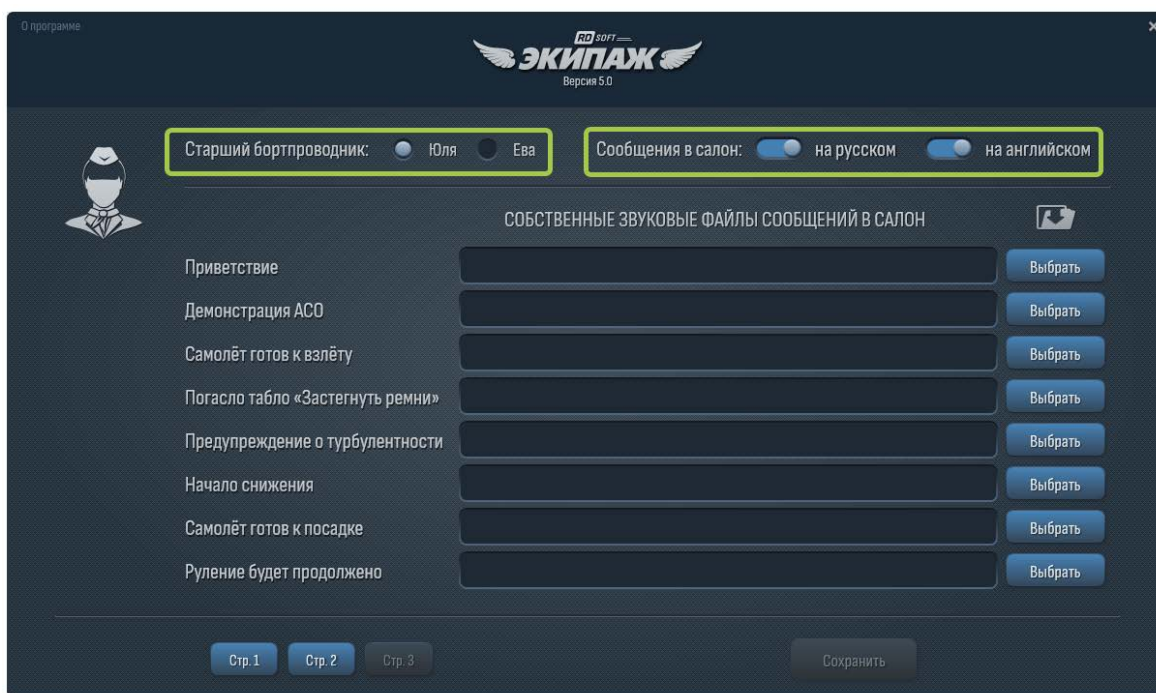 О программе
RD SOFT
ЭКИПАЖ
Версия 5.0
Старший бортпроводник: Юля Ева Сообщения в салон: на русском на английском
СОБСТВЕННЫЕ ЗВУКОВЫЕ ФАЙЛЫ СООБЩЕНИЙ В САЛОН
Приветствие Выбрать
Демонстрация АСО Выбрать
Самолёт готов к взлёту Выбрать
Погасло табло «Застегнуть ремни» Выбрать
Предупреждение о турбулентности Выбрать
Начало снижения Выбрать
Самолёт готов к посадке Выбрать
Руление будет продолжено Выбрать
Стр. 1 Стр. 2 Стр. 3 Сохранить